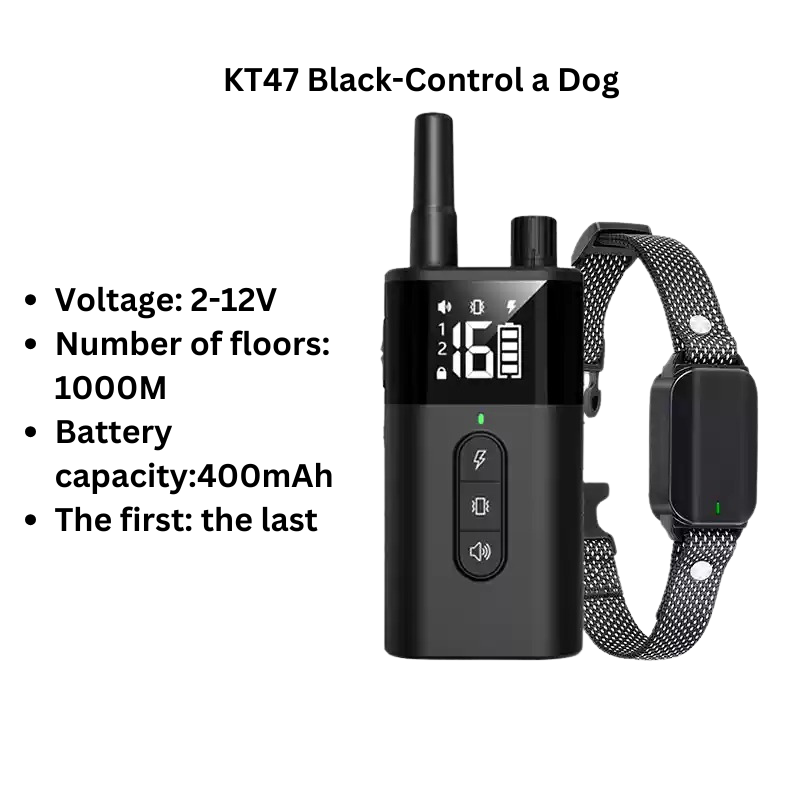 KT47 Black-Control a Dog
• Voltage: 2-12V
• Number of floors:
1000M
• Battery
capacity:400mAh
• The first: the last
1
2
16